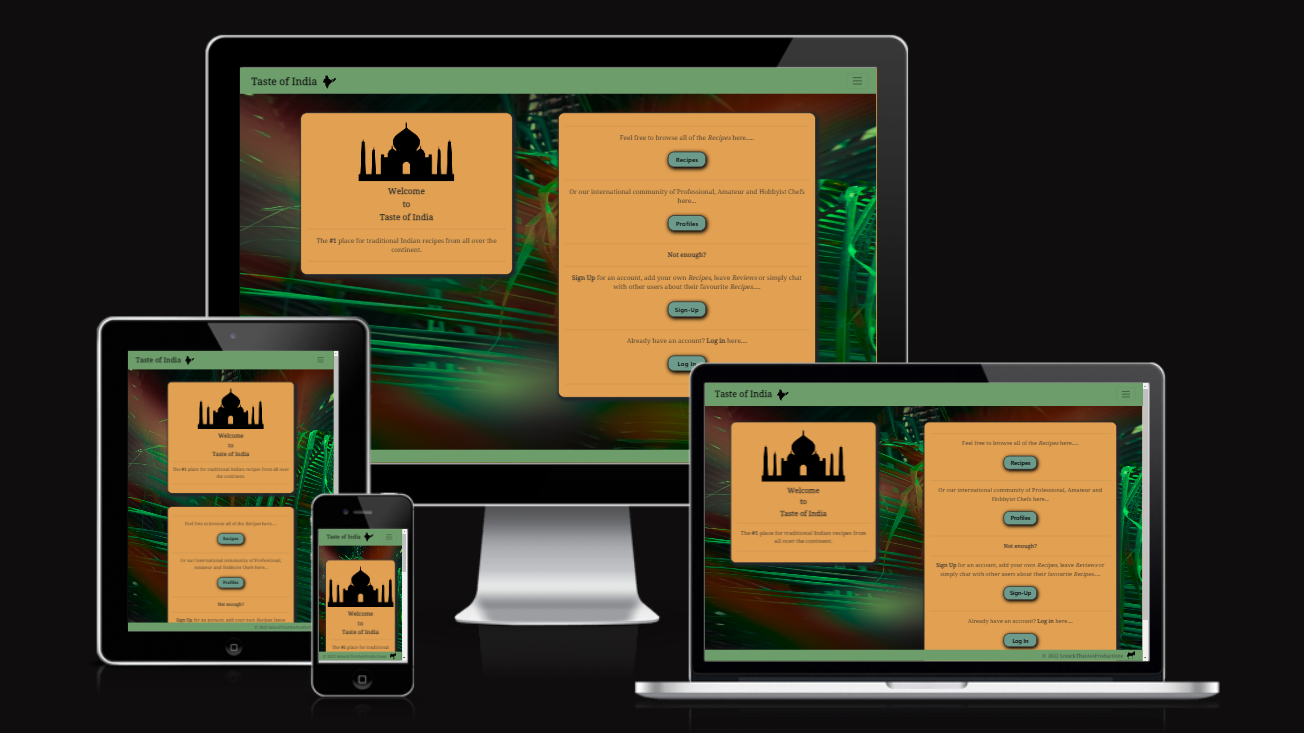 Taste of India
Welcome
to
Taste of India
The #1 place for traditional Indian recipes from all over the
continent.
Feel free to browse all of the Recipes here....
Recipes
Or our international community of Professional, Amateur and Hobbyist Chefs
here...
Profiles
Not enough?
Sign Up for an account, add your own Recipes, leave Reviews or simply chat
with other users about their favourite Recipes....
Sign-Up
Already have an account? Log in here....
Log In
Taste of India
Welcome
to
Taste of India
The #1 place for traditional Indian recipes from all over
the continent.
Feel free to browse all of the Recipes here....
Recipes
Or our international community of Professional,
Amateur and Hobbyist Chefs here...
Profiles
Not enough?
Sign Up for an account, add your own Recipes, leave
Taste of India
Welcome
to
Taste of India
The #1 place for traditional
Taste of India
Welcome
to
Taste of India
The #1 place for traditional Indian recipes from
all over the continent.
Feel free to browse all of the Recipes here....
Recipes
Or our international community of Professional, Amateur and
Hobbyist Chefs here...
Profiles
Not enough?
Sign Up for an account, add your own Recipes, leave Reviews or
simply chat with other users about their favourite Recipes....
Sign-Up
Already have an account? Log in here....
Log In
© 2022